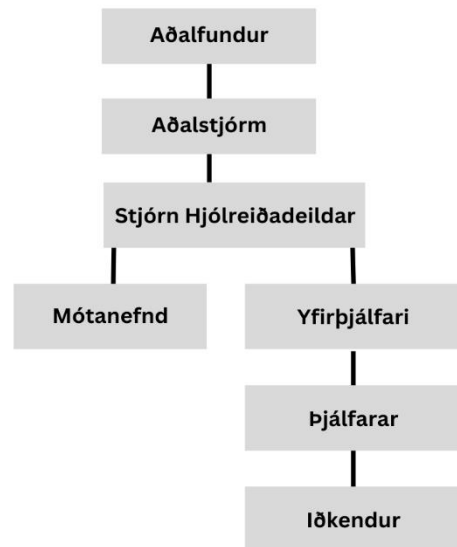 Aðalfundur
Aðalstjórm
Stjórn Hjólreiðadeildar
Mótanefnd
Yfirþjálfari
Þjálfarar
Iðkendur